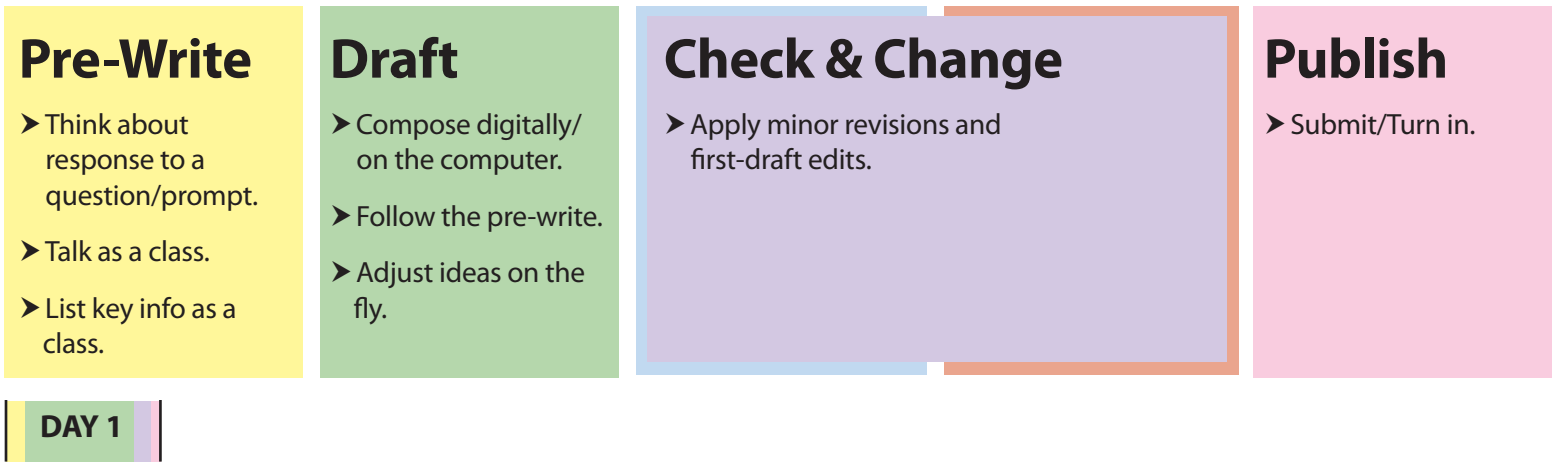 Pre-Write
➤ Think about
response to a
question/prompt.
➤ Talk as a class.
➤ List key info as a
class.
Draft
➤ Compose digitally/
on the computer.
➤ Follow the pre-write.
➤ Adjust ideas on the
fly.
Check & Change
➤ Apply minor revisions and
first-draft edits.
Publish
➤ Submit/Turn in.
DAY 1